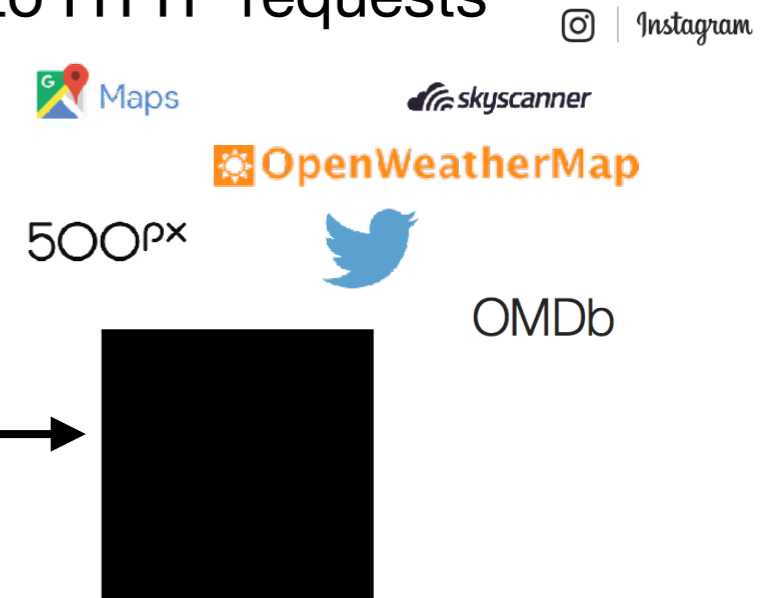 requests
Instagram
Maps
skyscanner
OpenWeatherMap
500px
OMDb